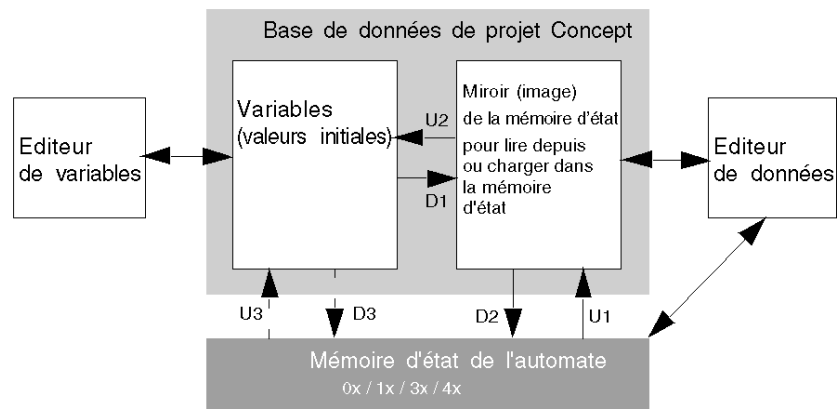 Base de données de projet Concept
Editeur
de variables
Variables
(valeurs initiales)
U2
D1
Miroir (image)
de la mémoire d'état
pour lire depuis
ou charger dans
la mémoire
d'état
Editeur
de données
U3
D3
D2
U1
Mémoire d'état de l'automate
0x / 1x / 3x / 4x